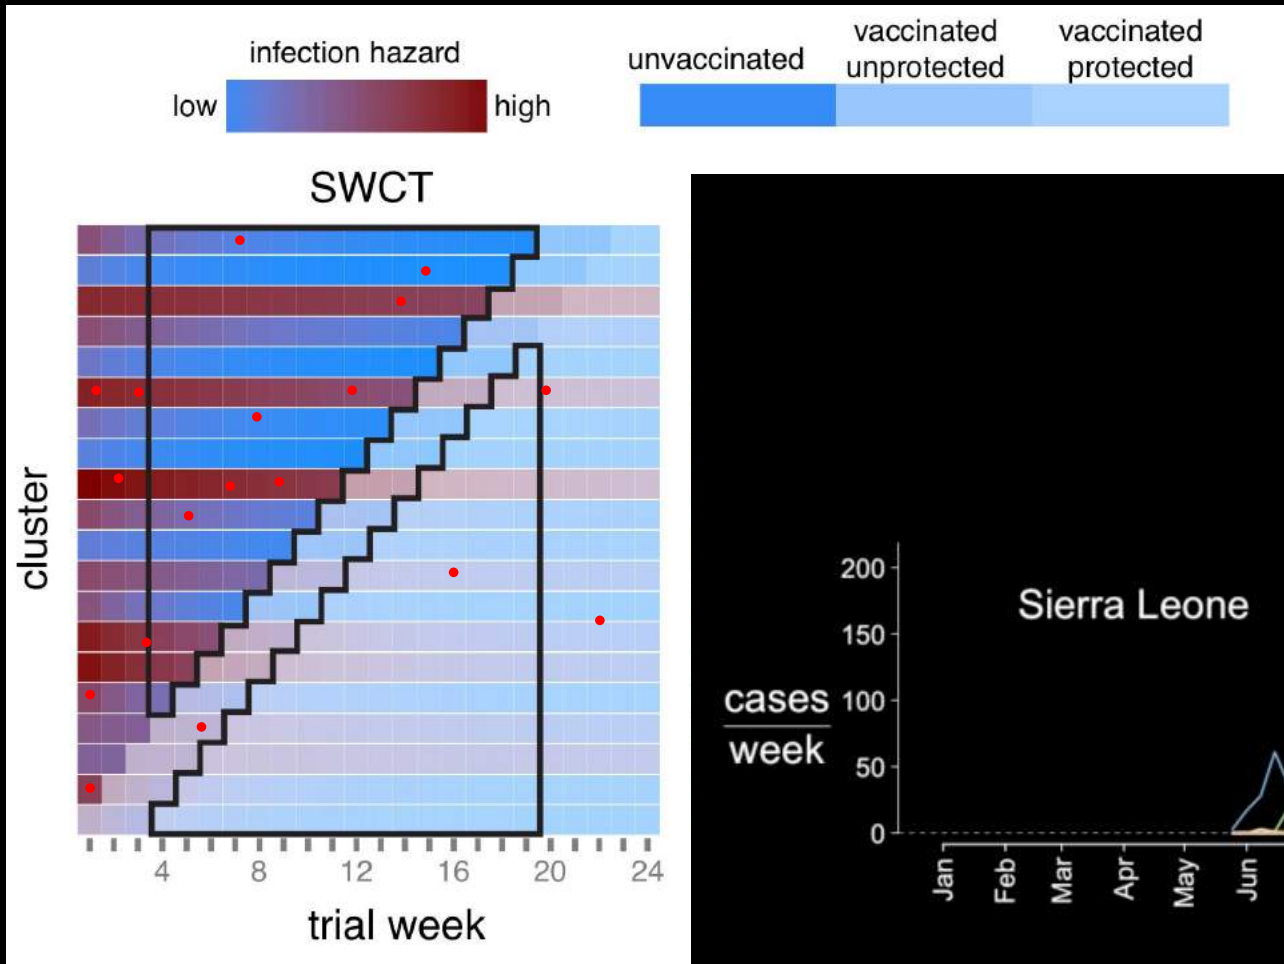 infection hazard
low high
unvaccinated
vaccinated
unprotected
vaccinated
protected
SWCT
cluster
4 8 12 16 20 24
trial week
Sierra Leone
cases
week
200
150
100
50
0
Jan Feb Mar Apr May Jun